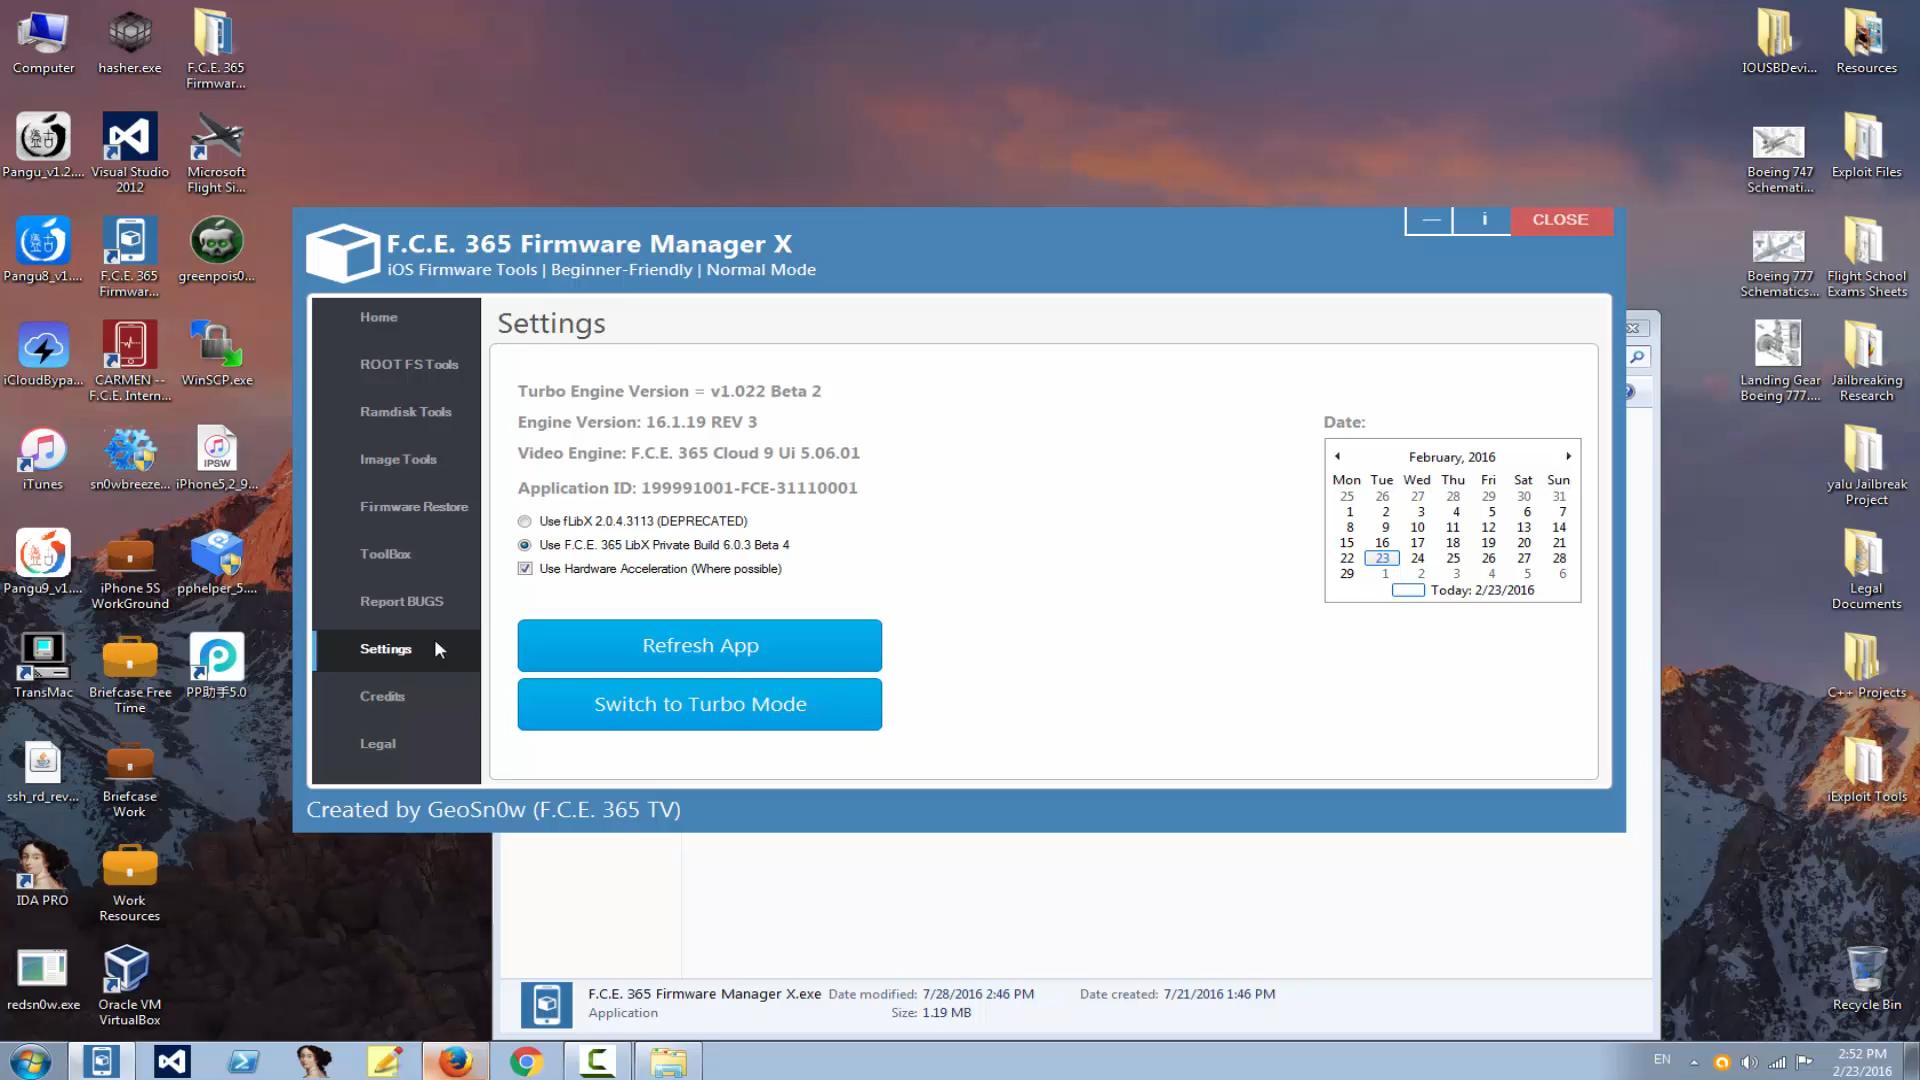 Computer
hasher.exe
F.C.E. 365
Firmwar...
Pangu_v1.2....
Visual Studio
2012
Microsoft
Flight Si...
Pangu8_v1....
F.C.E. 365
Firmwar...
greenpois0...
iCloudBypa...
CARMEN --
F.C.E. Intern...
WinSCP.exe
iTunes
sn0wbreeze...
IPSW
iPhone5,2_9...
Pangu9_v1....
iPhone 5S
WorkGround
pphelper_5....
TransMac
Briefcase Free
Time
PP助手5.0
ssh_rd_rev...
Briefcase
Work
IDA PRO
Work
Resources
redsn0w.exe
Oracle VM
VirtualBox
IOUSBDevi...
Resources
Boeing 747
Schemati...
Exploit Files
Boeing 777
Schematics...
Flight School
Exams Sheets
Landing Gear
Boeing 777....
Jailbreaking
Research
yalu Jailbreak
Project
Legal
Documents
C++ Projects
iExploit Tools
Recycle Bin
F.C.E. 365 Firmware Manager X
iOS Firmware Tools | Beginner-Friendly | Normal Mode
i
CLOSE
Home
ROOT FS Tools
Ramdisk Tools
Image Tools
Firmware Restore
ToolBox
Report BUGS
Settings
Credits
Legal
Settings
Turbo Engine Version = v1.022 Beta 2
Engine Version: 16.1.19 REV 3
Video Engine: F.C.E. 365 Cloud 9 Ui 5.06.01
Application ID: 199991001-FCE-31110001
Use fLibX 2.0.4.3113 (DEPRECATED)
Use F.C.E. 365 LibX Private Build 6.0.3 Beta 4
Use Hardware Acceleration (Where possible)
Refresh App
Switch to Turbo Mode
Date:
February, 2016
Mon Tue Wed Thu Fri Sat Sun
25 26 27 28 29 30 31
1 2 3 4 5 6 7
8 9 10 11 12 13 14
15 16 17 18 19 20 21
22 23 24 25 26 27 28
29 1 2 3 4 5 6
Today: 2/23/2016
Created by GeoSn0w (F.C.E. 365 TV)
F.C.E. 365 Firmware Manager X.exe Date modified: 7/28/2016 2:46 PM Date created: 7/21/2016 1:46 PM
Application Size: 1.19 MB
EN
2:52 PM
2/23/2016